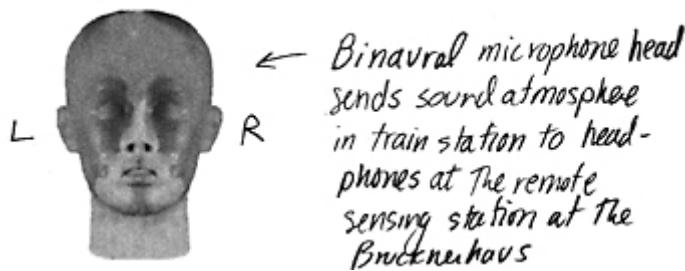 Binaural microphone head
sends sound atmosphee
in train station to head-
L R
phones at the remote
sensing station at the
Brucknerhaus